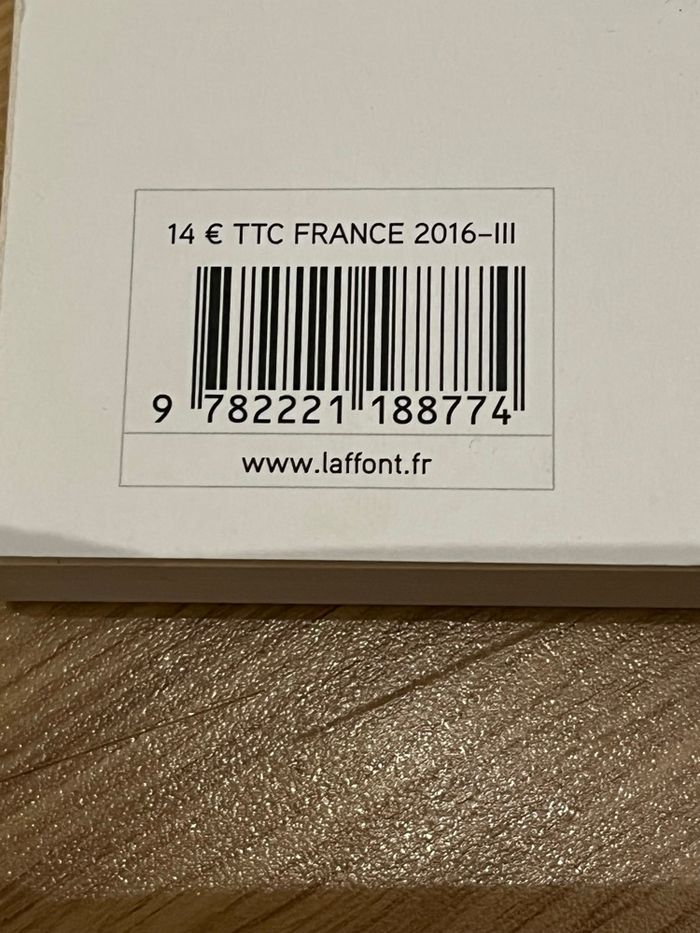 14 € TTC FRANCE 2016–III
9 782221 188774
www.laffont.fr